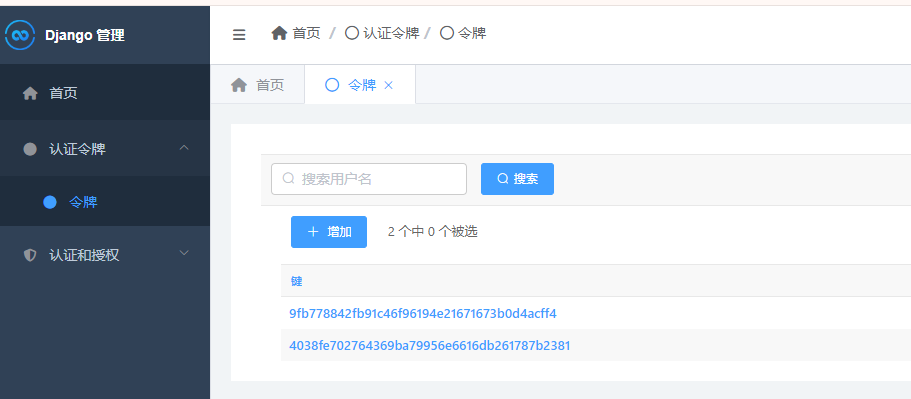 Django 管理
首页 / 认证令牌 / 令牌
首页 令牌
首页
认证令牌
令牌
认证和授权
搜索用户名 搜索
增加 2 个中 0 个被选
键
9fb778842fb91c46f96194e21671673b0d4acff4
4038fe702764369ba79956e6616db261787b2381